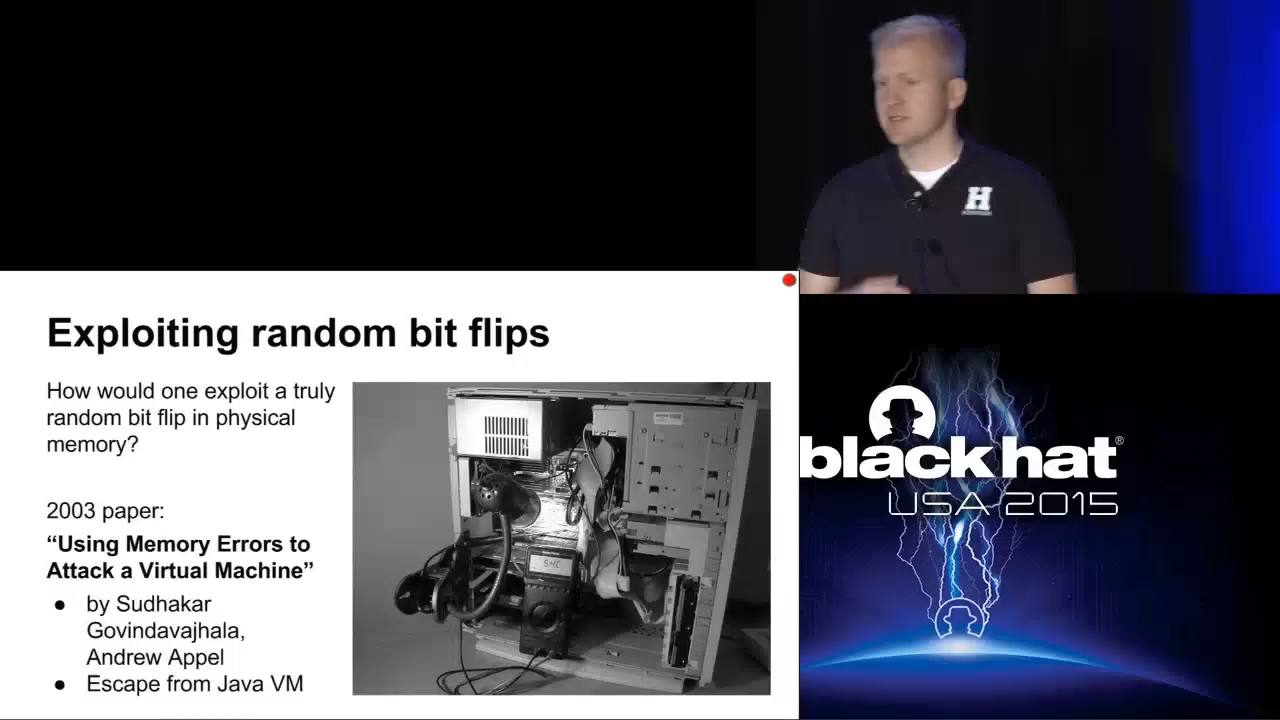 H
Exploiting random bit flips
How would one exploit a truly
random bit flip in physical
memory?
2003 paper:
“Using Memory Errors to
Attack a Virtual Machine”
● by Sudhakar
Govindavajhala,
Andrew Appel
● Escape from Java VM
black hat®
USA 2015